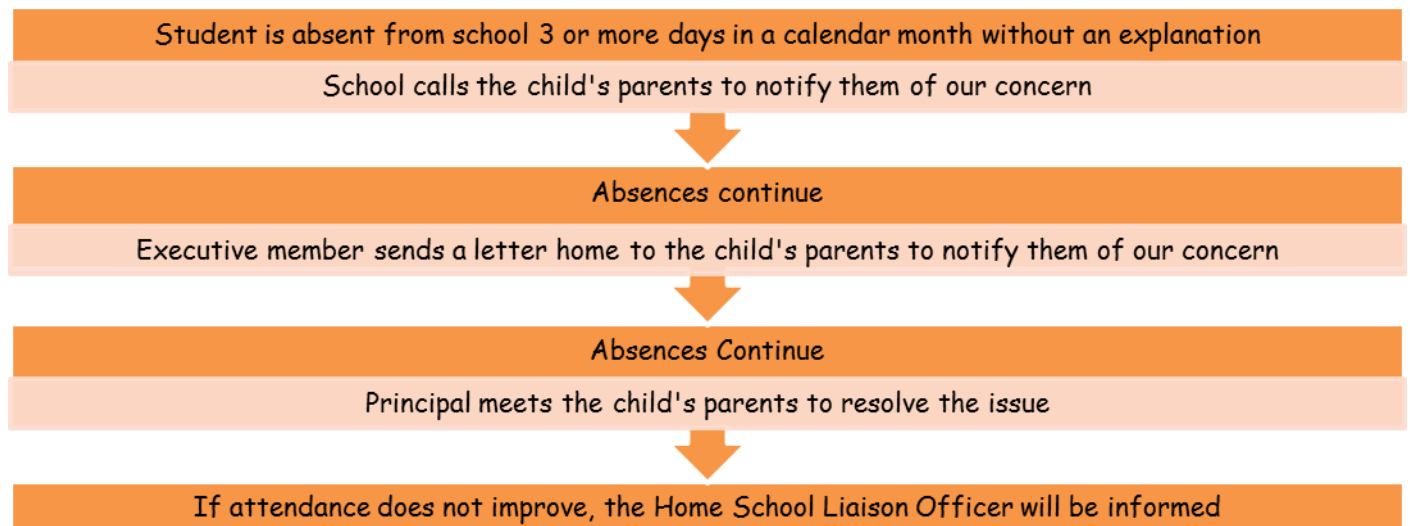 Student is absent from school 3 or more days in a calendar month without an explanation
School calls the child's parents to notify them of our concern
Absences continue
Executive member sends a letter home to the child's parents to notify them of our concern
Absences Continue
Principal meets the child's parents to resolve the issue
If attendance does not improve, the Home School Liaison Officer will be informed